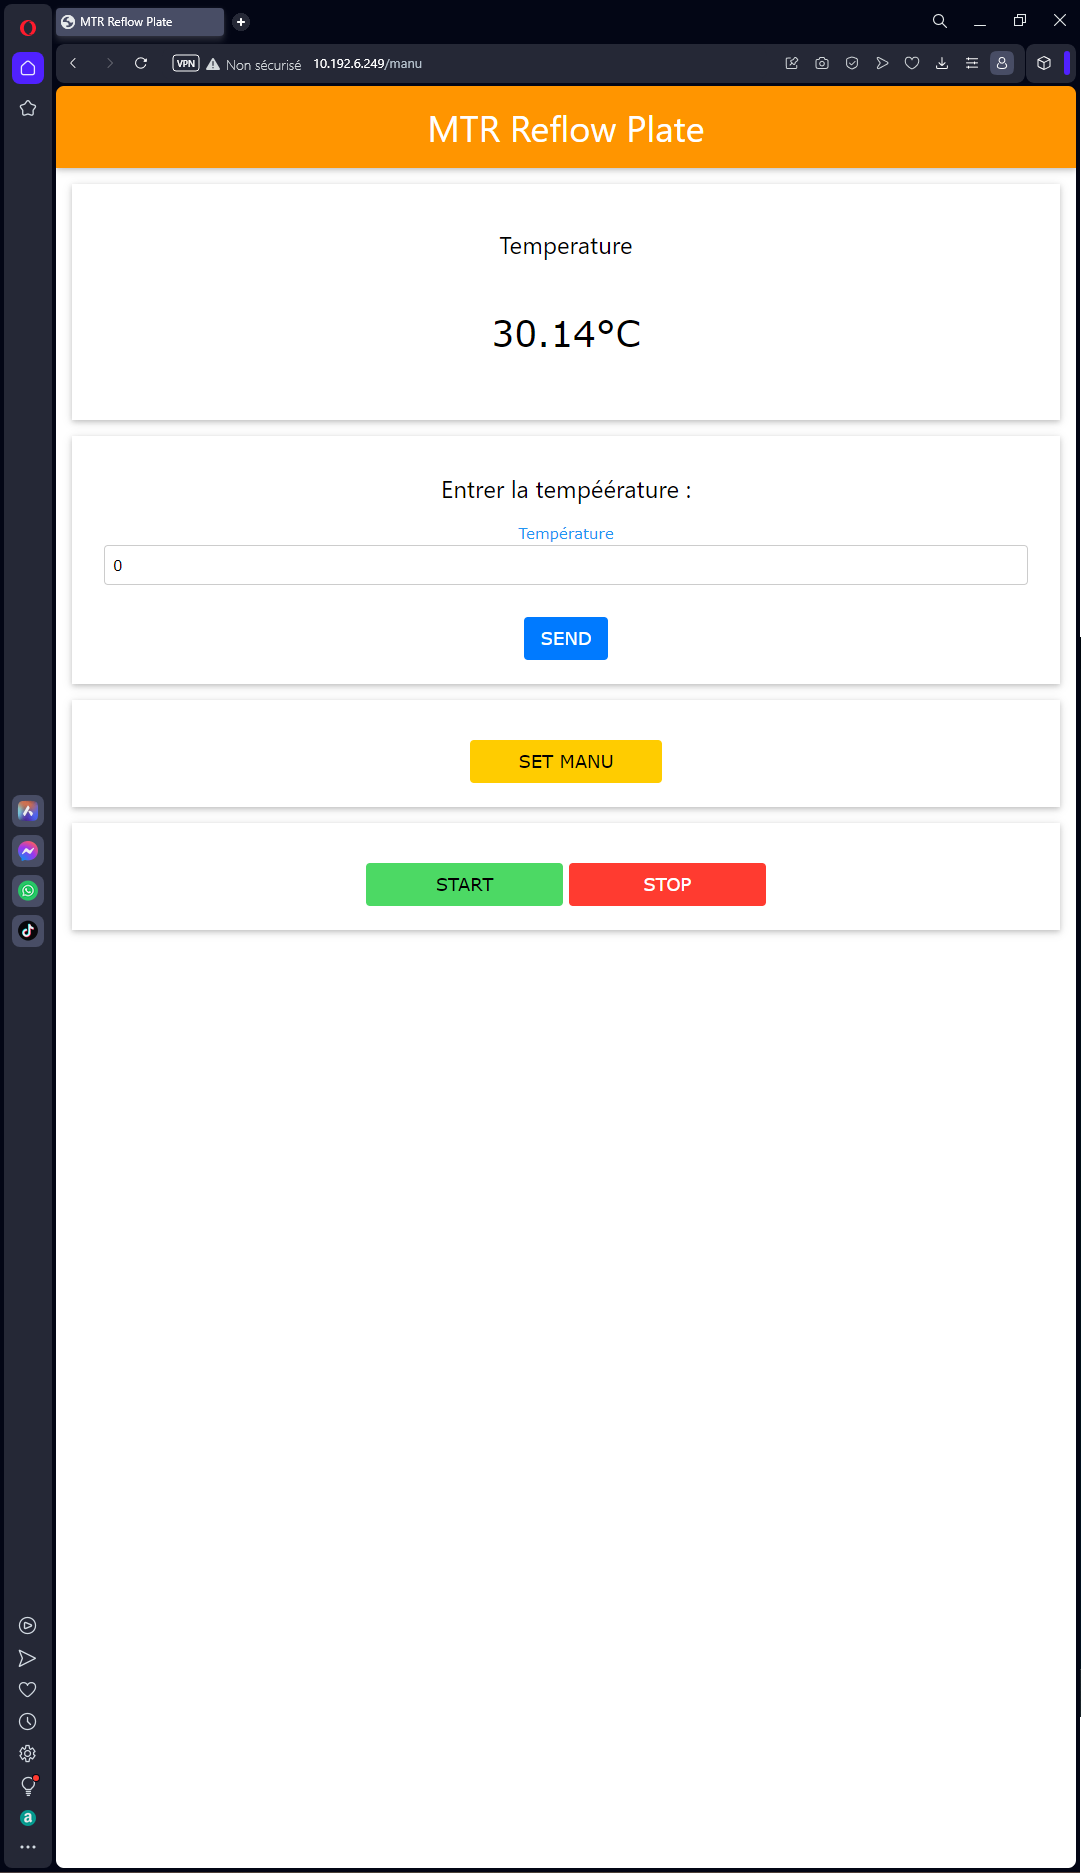 MTR Reflow Plate
VPN Non sécurisé 10.192.6.249/manu
MTR Reflow Plate
Temperature
30.14°C
Entrer la tempéérature :
Température
0
SEND
SET MANU
START STOP
a